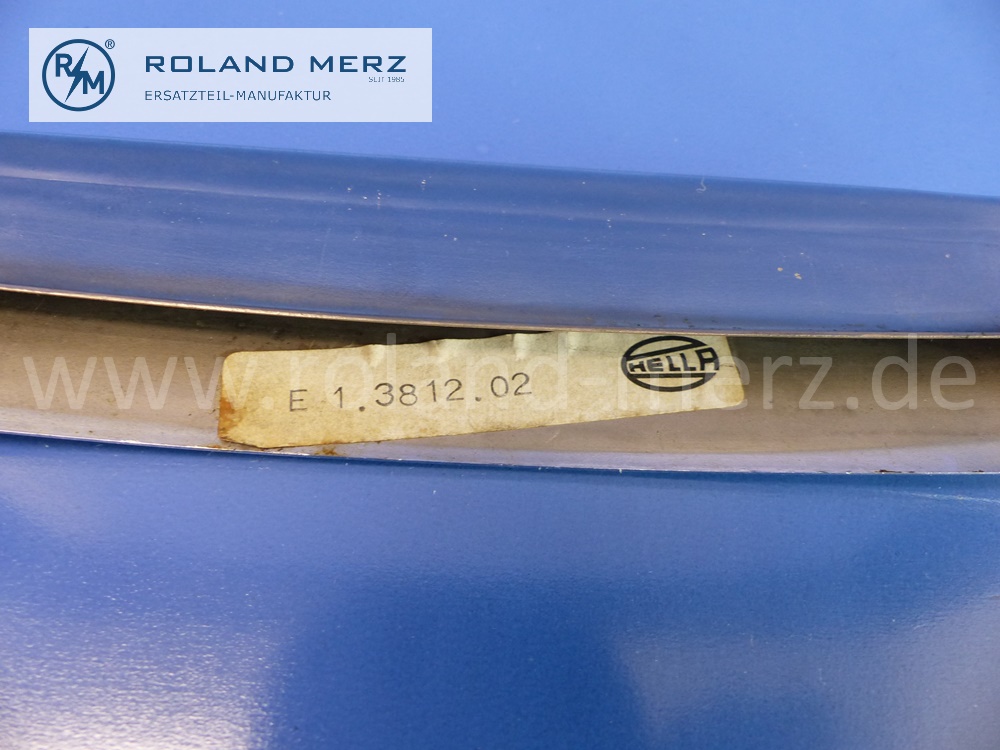 R/M®
ROLAND MERZ
SEIT 1985
ERSATZTEIL-MANUFAKTUR
www.roland-merz.de
E 1.3812.02
HELLA